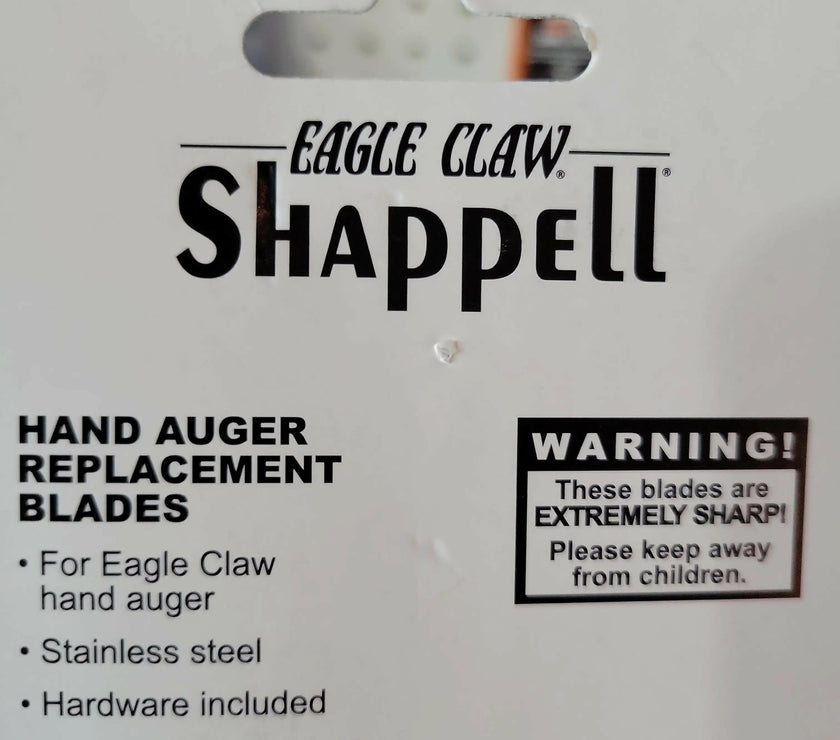 EAGLE CLAW®
Shappell®
HAND AUGER
REPLACEMENT
BLADES
• For Eagle Claw
hand auger
• Stainless steel
• Hardware included
WARNING!
These blades are
EXTREMELY SHARP!
Please keep away
from children.